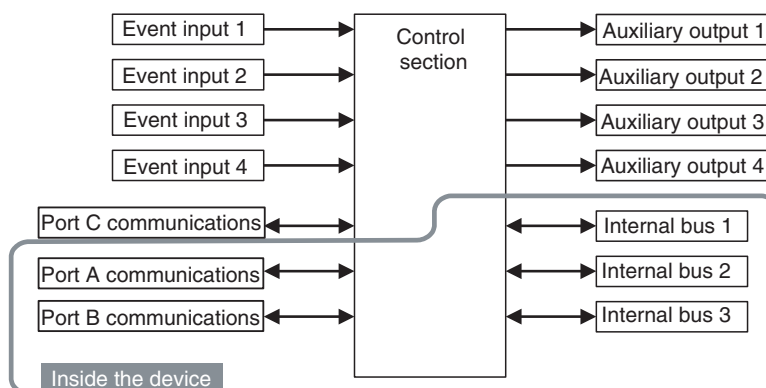 Event input 1
Event input 2
Event input 3
Event input 4
Port C communications
Port A communications
Port B communications
Inside the device
Control
section
Auxiliary output 1
Auxiliary output 2
Auxiliary output 3
Auxiliary output 4
Internal bus 1
Internal bus 2
Internal bus 3